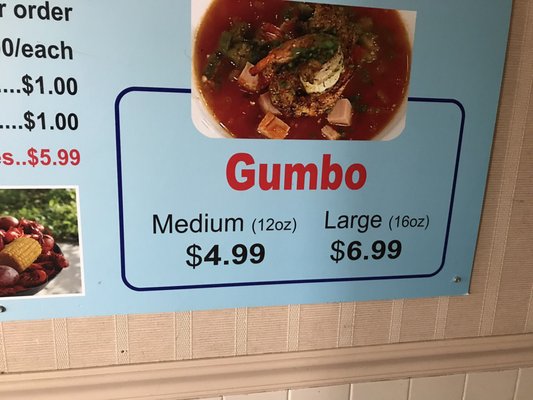 r order
0/each
....$1.00
....$1.00
es..$5.99
Gumbo
Medium (12oz) Large (16oz)
$4.99 $6.99